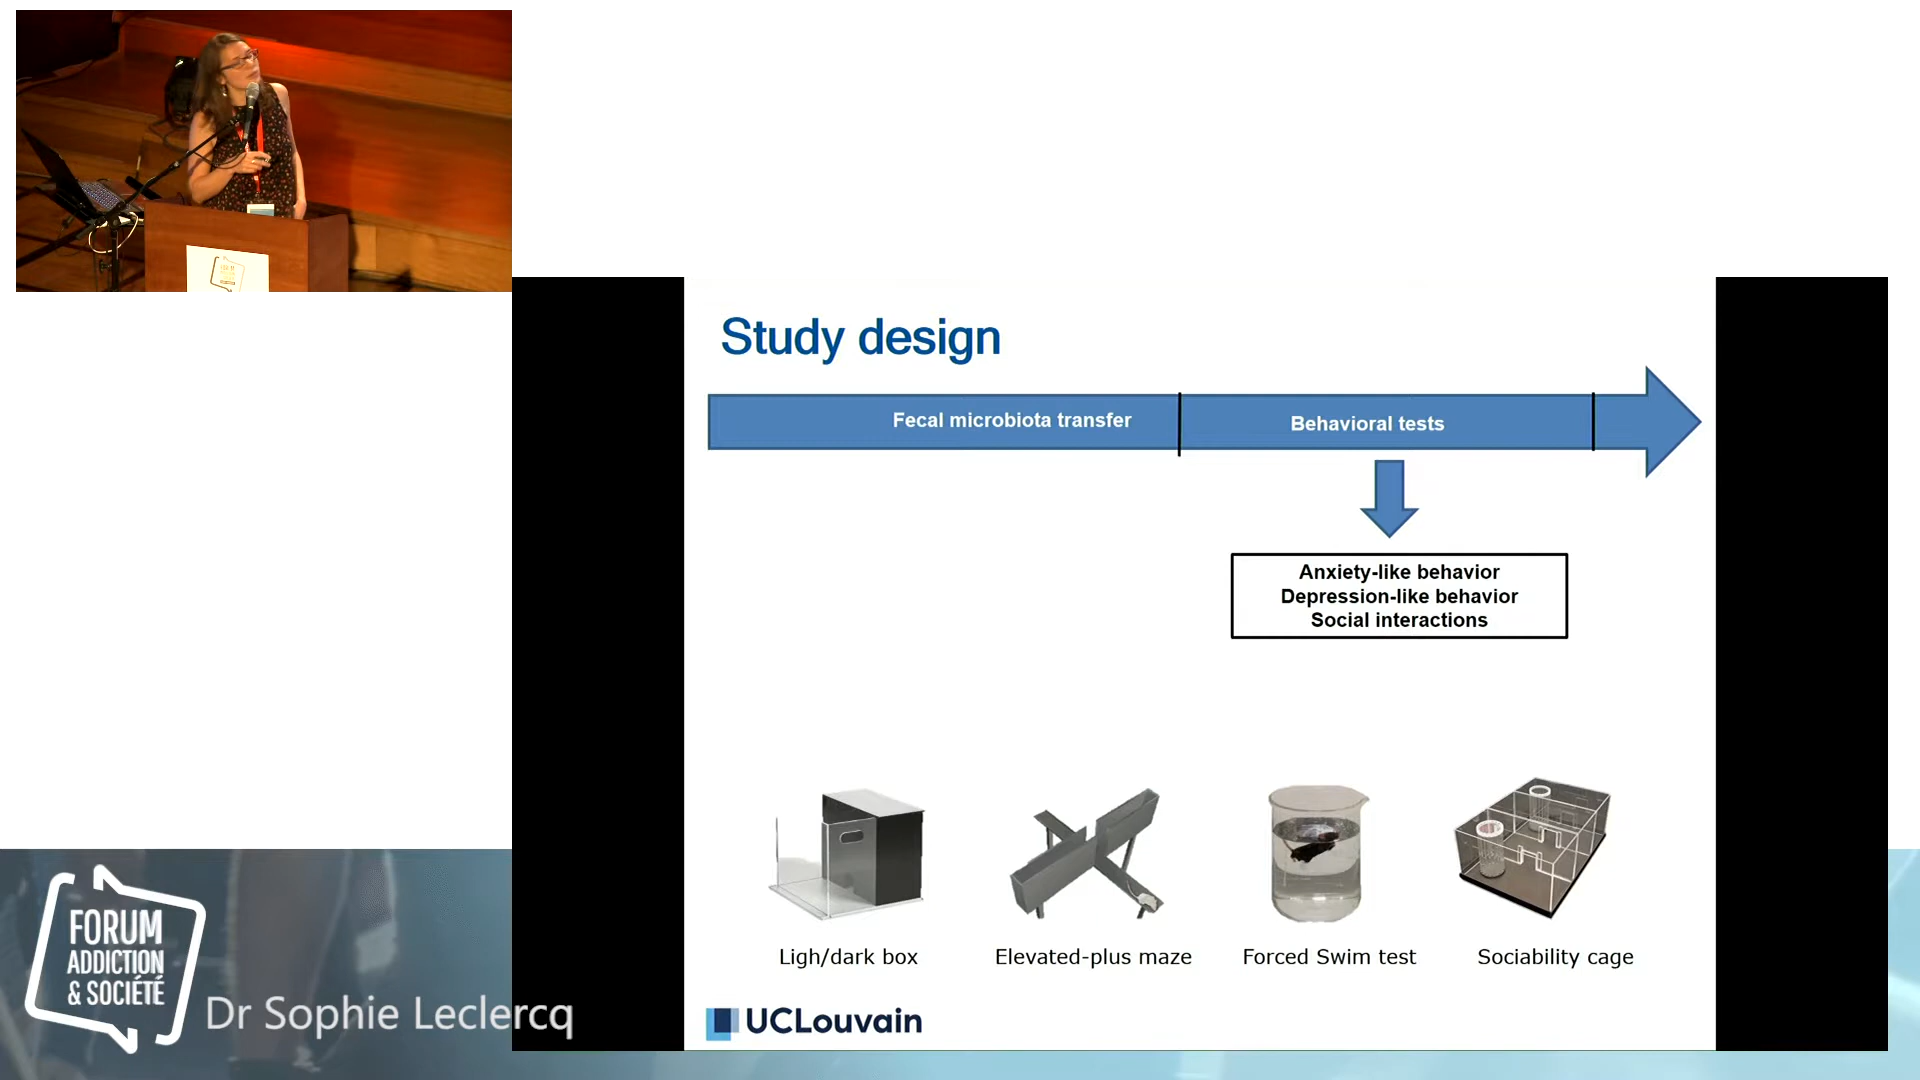 Study design
Fecal microbiota transfer
Behavioral tests
Anxiety-like behavior
Depression-like behavior
Social interactions
Ligh/dark box
Elevated-plus maze
Forced Swim test
Sociability cage
UCLouvain
FORUM
ADDICTION
& SOCIÉTÉ
Dr Sophie Leclercq